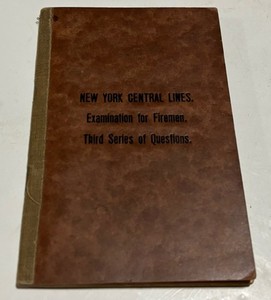 NEW YORK CENTRAL LINES.
Examination for Firemen.
Third Series of Questions.